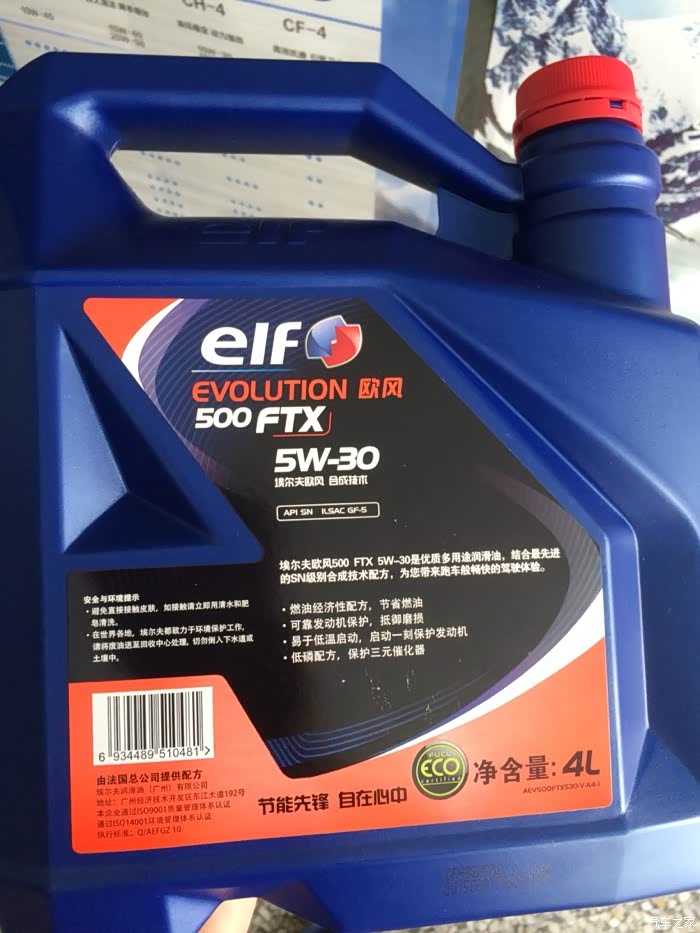 CH-4
CF-4
elf
elf
EVOLUTION 欧风
500 FTX
5W-30
埃尔夫欧风 合成技术
API SN ILSAC GF-5
埃尔夫欧风500 FTX 5W-30是优质多用途润滑油，结合最先进
的SN级别合成技术配方，为您带来跑车般畅快的驾驶体验。
• 燃油经济性配方，节省燃油
• 可靠发动机保护，抵御磨损
• 易于低温启动，启动一刻保护发动机
• 低磷配方，保护三元催化器
安全与环境提示
• 避免直接接触皮肤，如接触请立即用清水和肥
皂清洗。
• 在世界各地，埃尔夫都致力于环境保护工作，
请将废油送至回收中心处理，切勿倒入下水道或
土壤中。
6 934489 510481 >
由法国总公司提供配方
埃尔夫润滑油（广州）有限公司
地址：广州经济技术开发区东江大道192号
本企业通过ISO9001质量管理体系认证
通过ISO14001环境管理体系认证
执行标准：Q/AEFGZ 10
节能先锋 自在心中
FUEL
ECO
certified
净含量: 4L
AEV500FTX530-V-A4-I
汽车之家